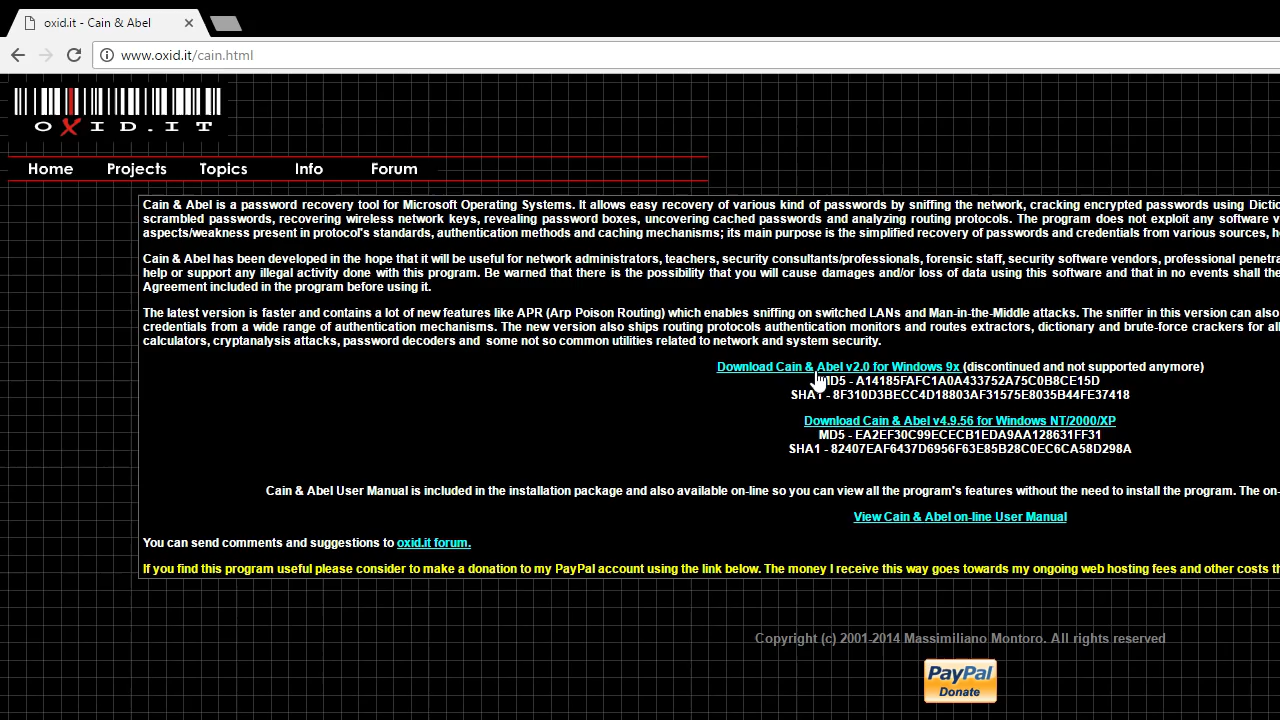 oxid.it - Cain & Abel
www.oxid.it/cain.html
OXID.IT
Home Projects Topics Info Forum
Cain & Abel is a password recovery tool for Microsoft Operating Systems. It allows easy recovery of various kind of passwords by sniffing the network, cracking encrypted passwords using Dictio
scrambled passwords, recovering wireless network keys, revealing password boxes, uncovering cached passwords and analyzing routing protocols. The program does not exploit any software v
aspects/weakness present in protocol's standards, authentication methods and caching mechanisms; its main purpose is the simplified recovery of passwords and credentials from various sources, h
Cain & Abel has been developed in the hope that it will be useful for network administrators, teachers, security consultants/professionals, forensic staff, security software vendors, professional penetra
help or support any illegal activity done with this program. Be warned that there is the possibility that you will cause damages and/or loss of data using this software and that in no events shall the
Agreement included in the program before using it.
The latest version is faster and contains a lot of new features like APR (Arp Poison Routing) which enables sniffing on switched LANs and Man-in-the-Middle attacks. The sniffer in this version can also
credentials from a wide range of authentication mechanisms. The new version also ships routing protocols authentication monitors and routes extractors, dictionary and brute-force crackers for all
calculators, cryptanalysis attacks, password decoders and some not so common utilities related to network and system security.
Download Cain & Abel v2.0 for Windows 9x (discontinued and not supported anymore)
MD5 - A14185FAFC1A0A433752A75C0B8CE15D
SHA1 - 8F310D3BECC4D18803AF31575E8035B44FE37418
Download Cain & Abel v4.9.56 for Windows NT/2000/XP
MD5 - EA2EF30C99ECECB1EDA9AA128631FF31
SHA1 - 82407EAF6437D6956F63E85B28C0EC6CA58D298A
Cain & Abel User Manual is included in the installation package and also available on-line so you can view all the program's features without the need to install the program. The on-
View Cain & Abel on-line User Manual
You can send comments and suggestions to oxid.it forum.
If you find this program useful please consider to make a donation to my PayPal account using the link below. The money I receive this way goes towards my ongoing web hosting fees and other costs th
Copyright (c) 2001-2014 Massimiliano Montoro. All rights reserved
PayPal
Donate